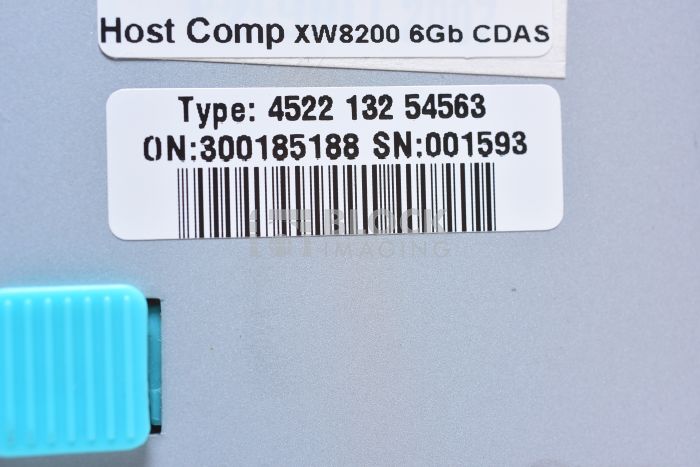 Host Comp XW8200 6Gb CDAS
Type: 4522 132 54563
ON:300185188 SN:001593
BLOCK
IMAGING